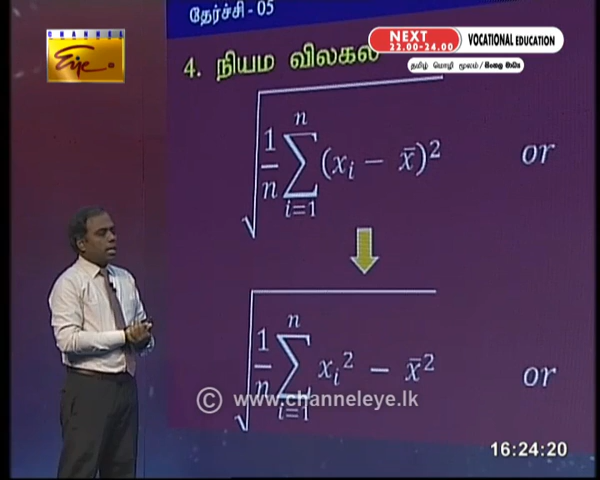 CHANNEL
Eye
தேர்ச்சி - 05
NEXT
22.00-24.00
VOCATIONAL EDUCATION
தமிழ் மொழி மூலம் / සිංහල මාධ්‍ය
4. நியம விலகல்
√(1/n ∑_{i=1}^{n} (x_i − x̄)²) or
√(1/n ∑_{i=1}^{n} x_i² − x̄²) or
© www.channeleye.lk
16:24:20